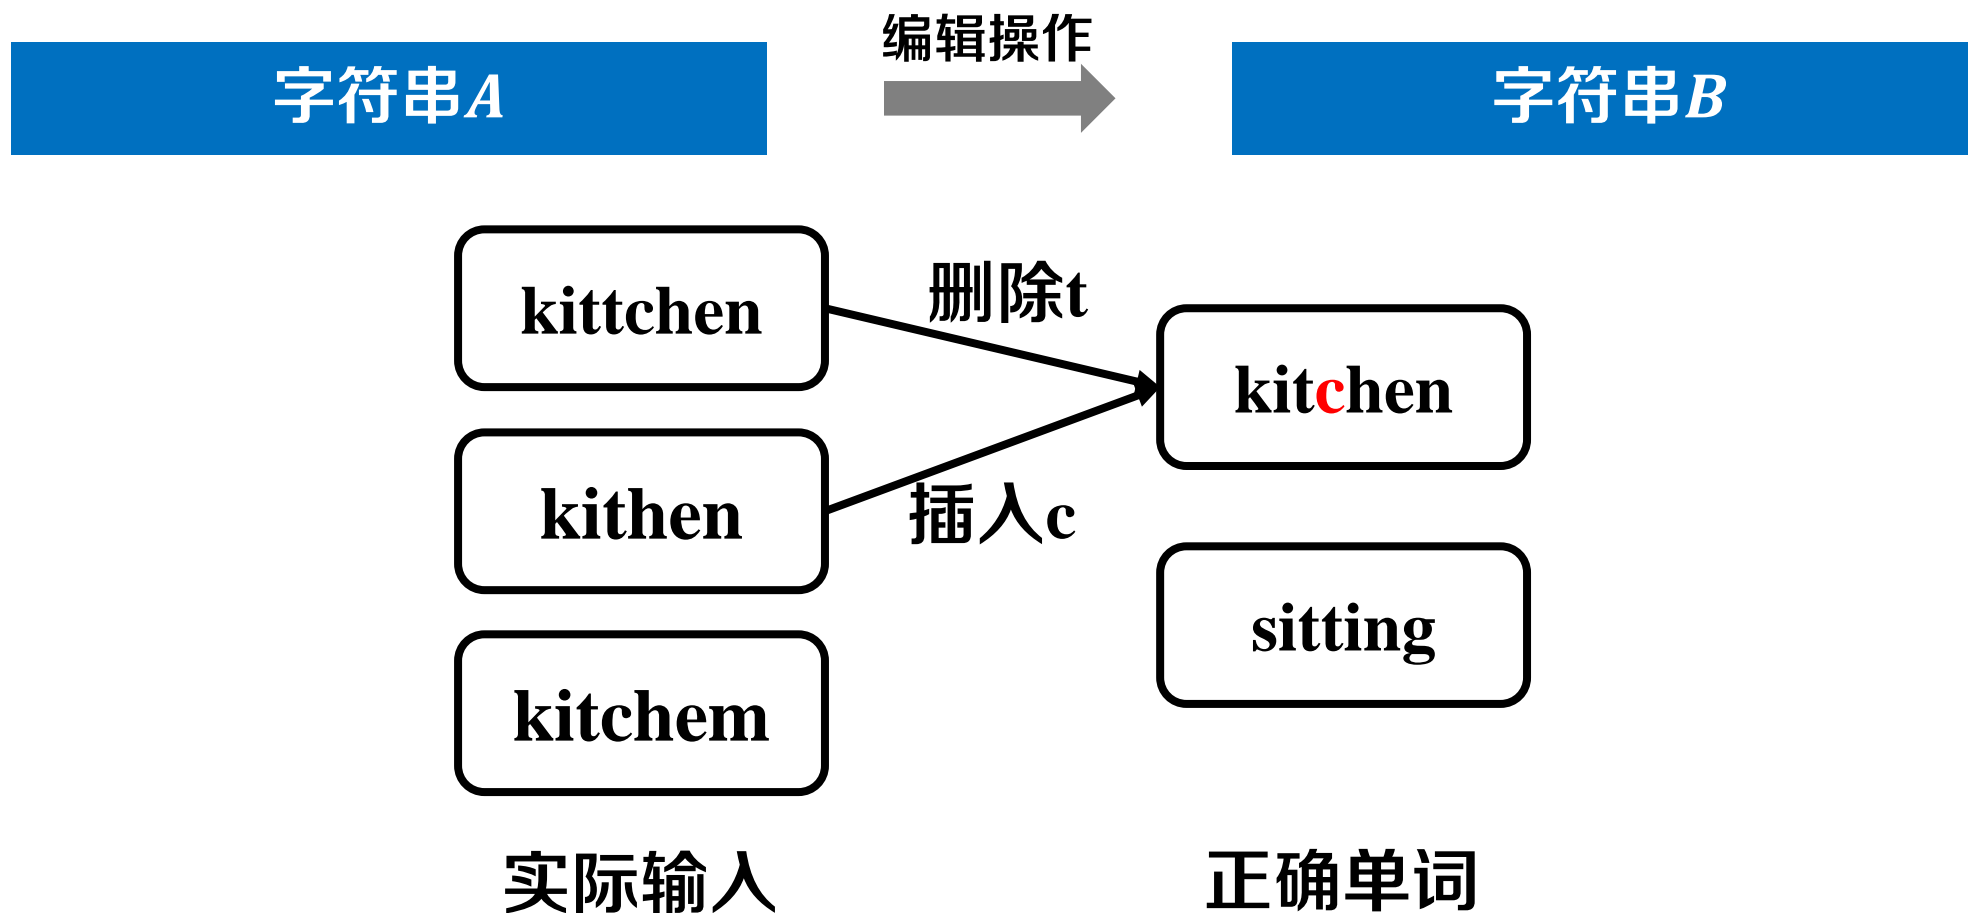 编辑操作
字符串A
字符串B
kittchen
删除t
kitchen
kithen
插入c
sitting
kitchem
实际输入
正确单词